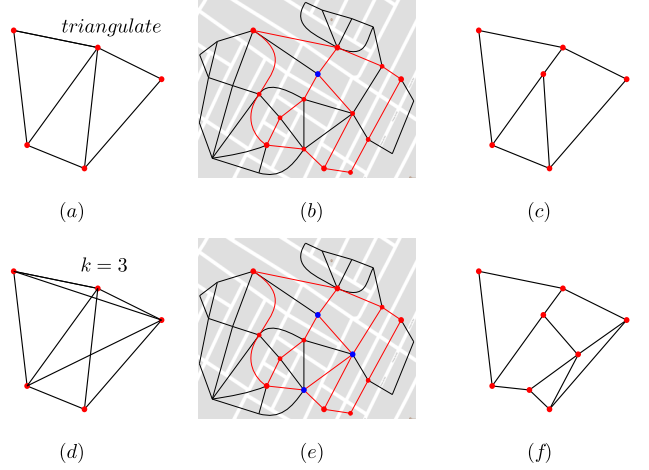 triangulate
(a)
(b)
(c)
k = 3
(d)
(e)
(f)